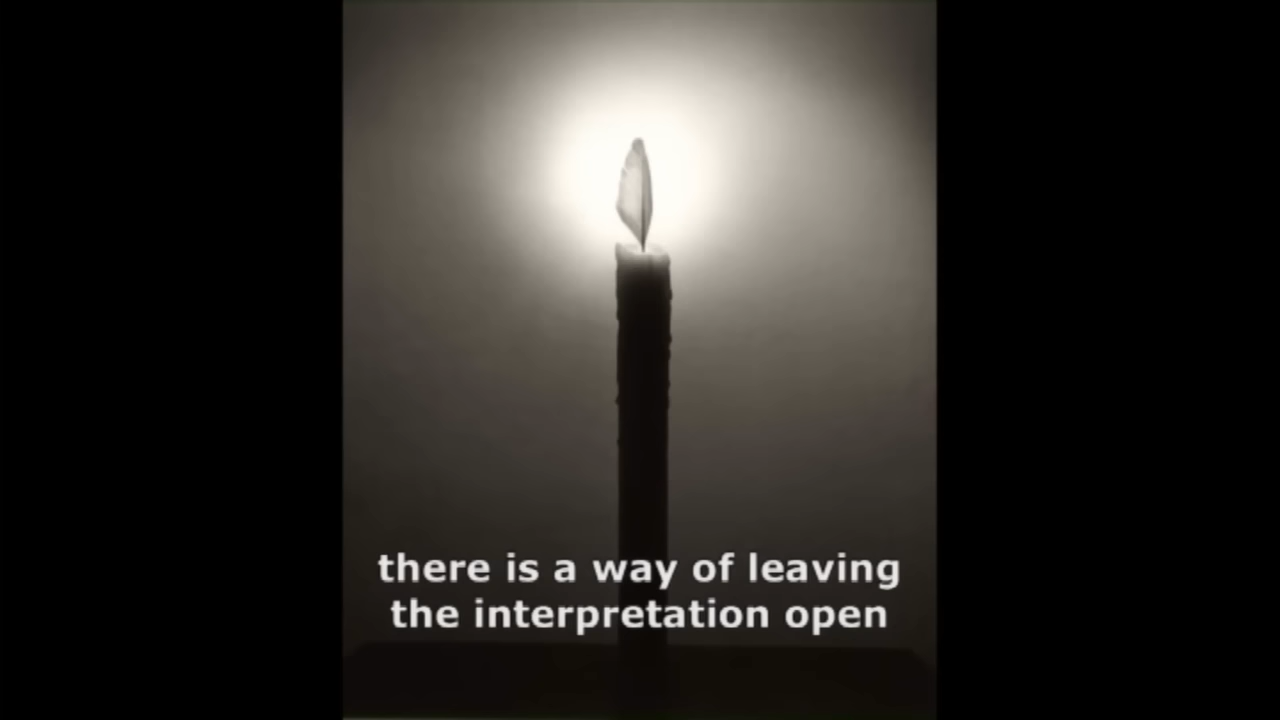 there is a way of leaving
the interpretation open